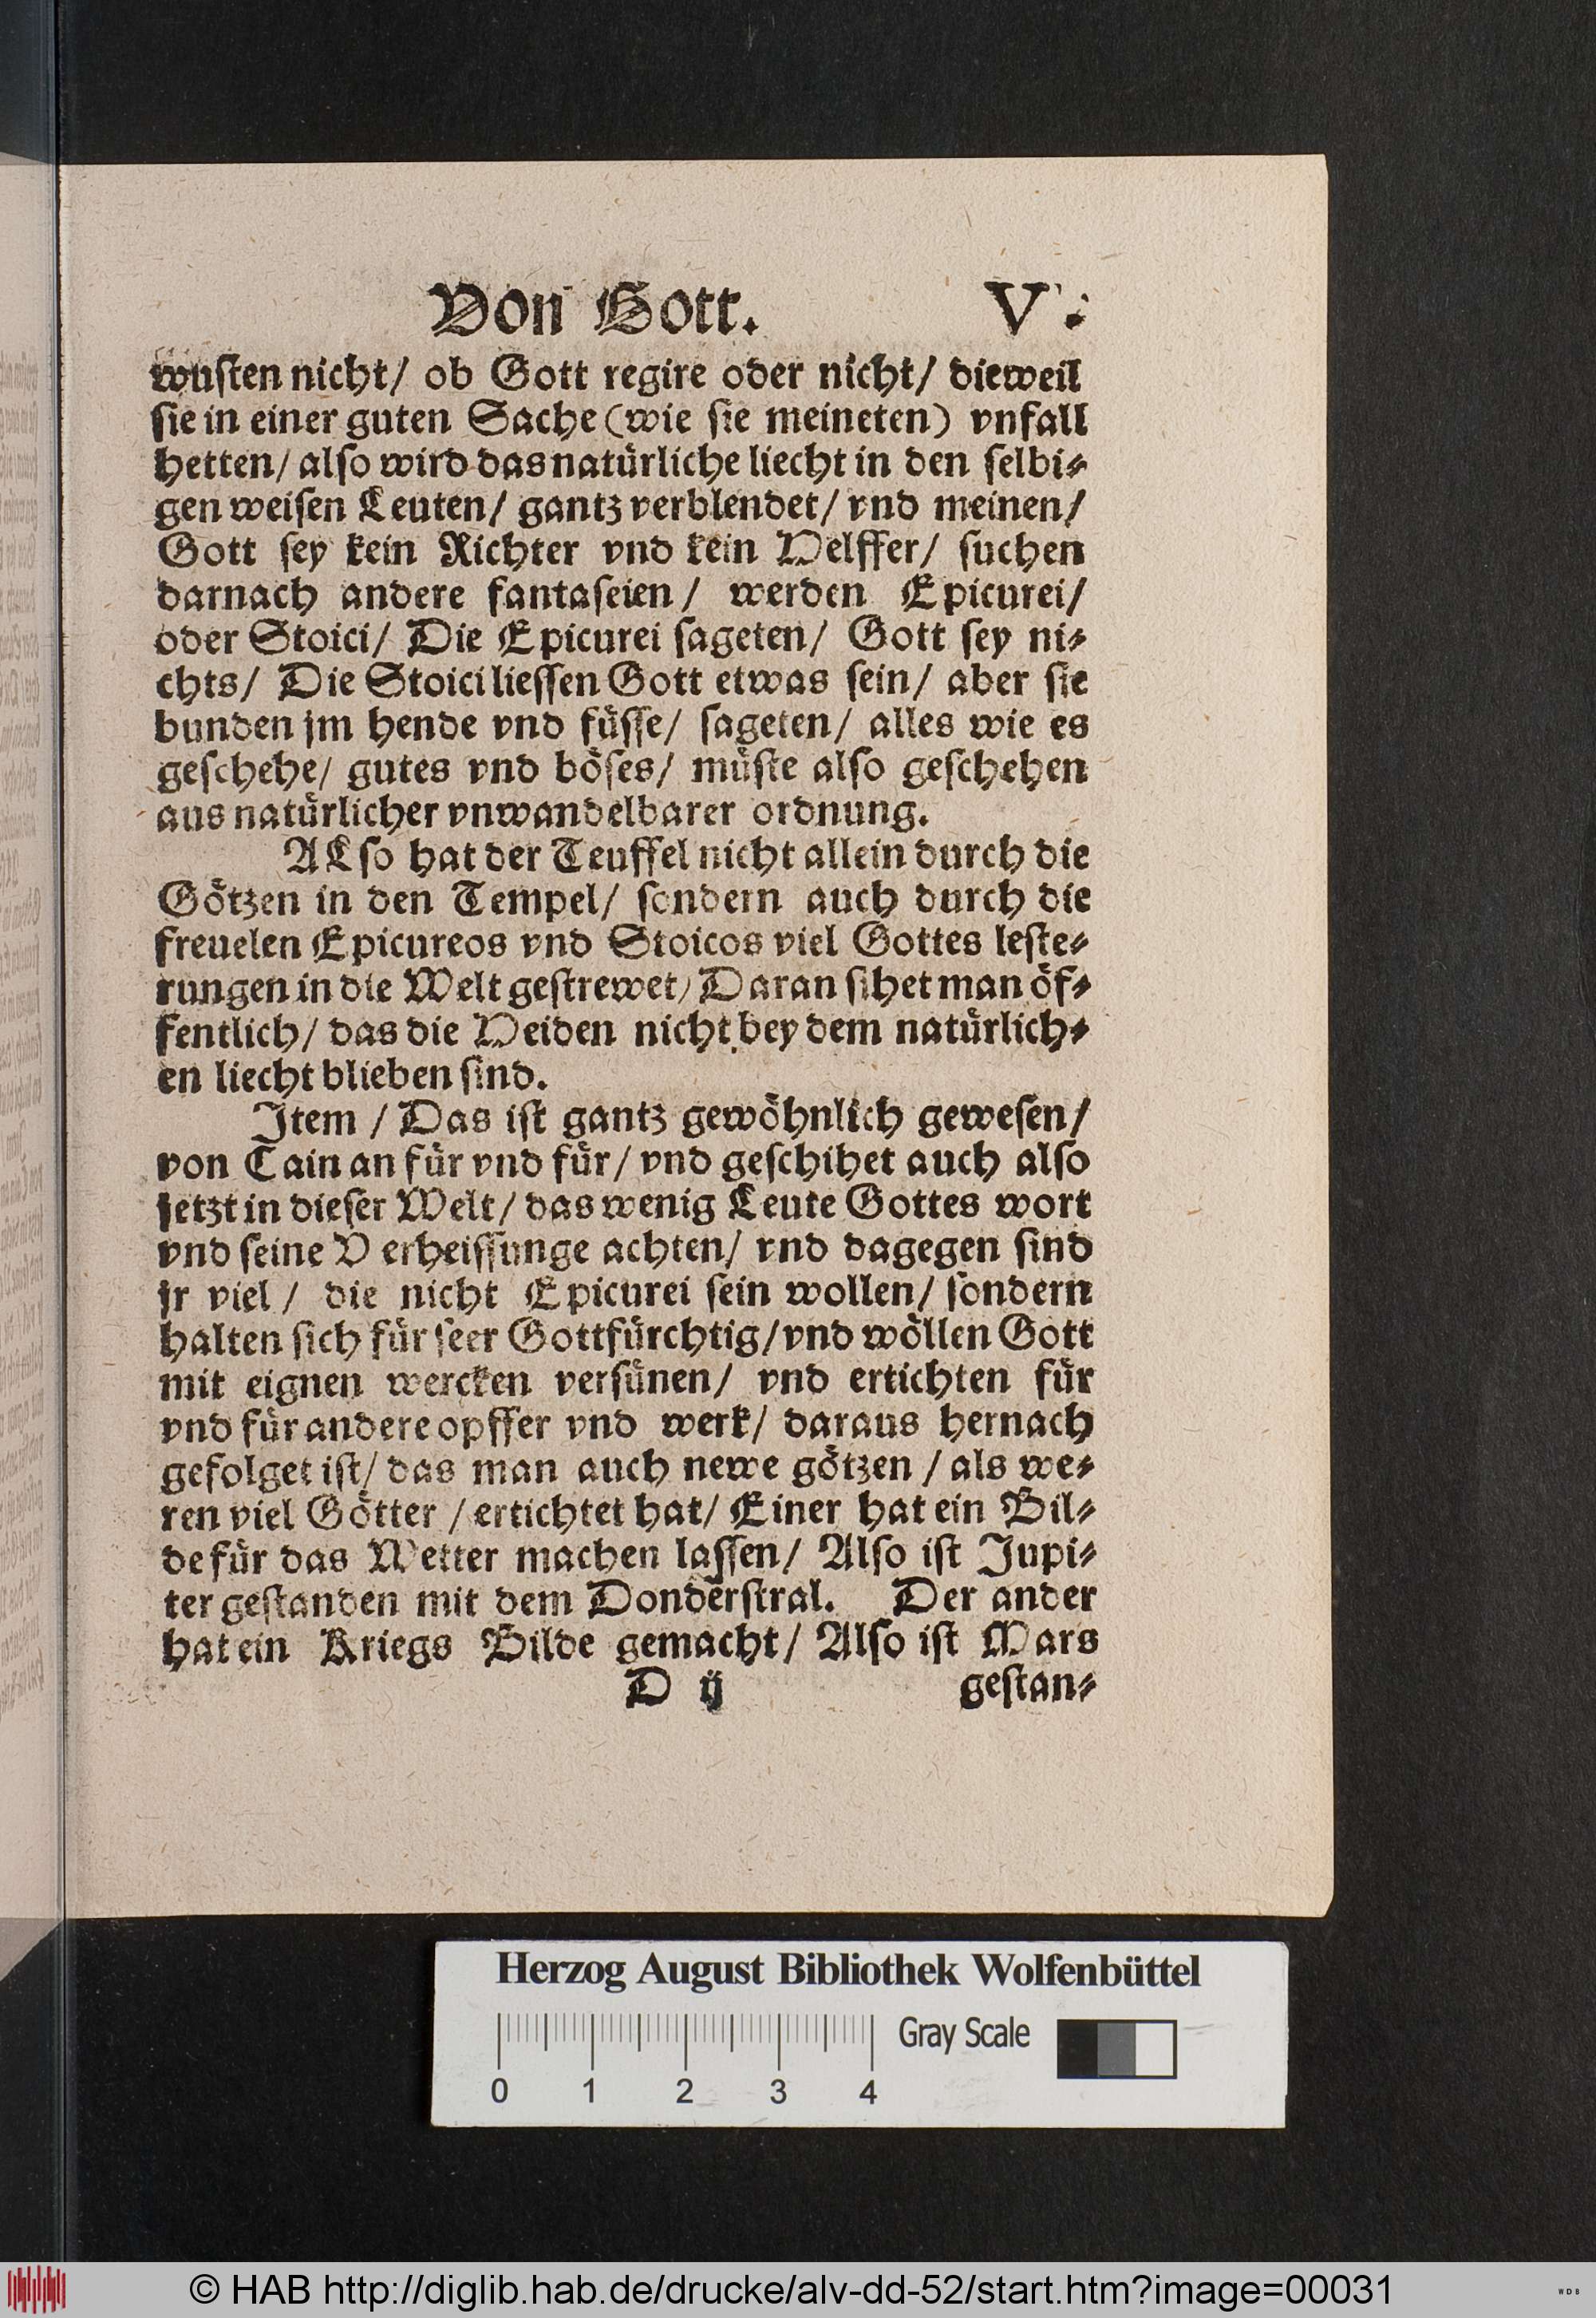 Von Gott. V.
wusten nicht/ ob Gott regire oder nicht/ dieweil
sie in einer guten Sache (wie sie meineten) vnfall
hetten/ also wird das natürliche liecht in den selbi⸗
gen weisen Leuten/ gantz verblendet/ vnd meinen/
Gott sey kein Richter vnd kein Helffer/ suchen
darnach andere fantaseien/ werden Epicurei/
oder Stoici/ Die Epicurei sageten/ Gott sey ni⸗
chts/ Die Stoici liessen Gott etwas sein/ aber sie
bunden jm hende vnd füsse/ sageten/ alles wie es
geschehe/ gutes vnd böses/ müste also geschehen
aus natürlicher vnwandelbarer ordnung.
ALso hat der Teuffel nicht allein durch die
Götzen in den Tempel/ sondern auch durch die
freuelen Epicureos vnd Stoicos viel Gottes leste⸗
rungen in die Welt gestrewet/ Daran sihet man öf⸗
fentlich/ das die Heiden nicht bey dem natürlich⸗
en liecht blieben sind.
Item / Das ist gantz gewöhnlich gewesen/
von Cain an für vnd für/ vnd geschihet auch also
jetzt in dieser Welt/ das wenig Leute Gottes wort
vnd seine Verheissunge achten/ vnd dagegen sind
jr viel / die nicht Epicurei sein wollen/ sondern
halten sich für seer Gottfürchtig/ vnd wöllen Gott
mit eignen wercken versünen/ vnd ertichten für
vnd für andere opffer vnd werk/ daraus hernach
gefolget ist/ das man auch newe götzen / als we⸗
ren viel Götter / ertichtet hat/ Einer hat ein Bil⸗
de für das Wetter machen lassen/ Also ist Jupi⸗
ter gestanden mit dem Donderstral. Der ander
hat ein Kriegs Bilde gemacht/ Also ist Mars
D ij gestan⸗
Herzog August Bibliothek Wolfenbüttel
Gray Scale
0 1 2 3 4
© HAB http://diglib.hab.de/drucke/alv-dd-52/start.htm?image=00031
WDB